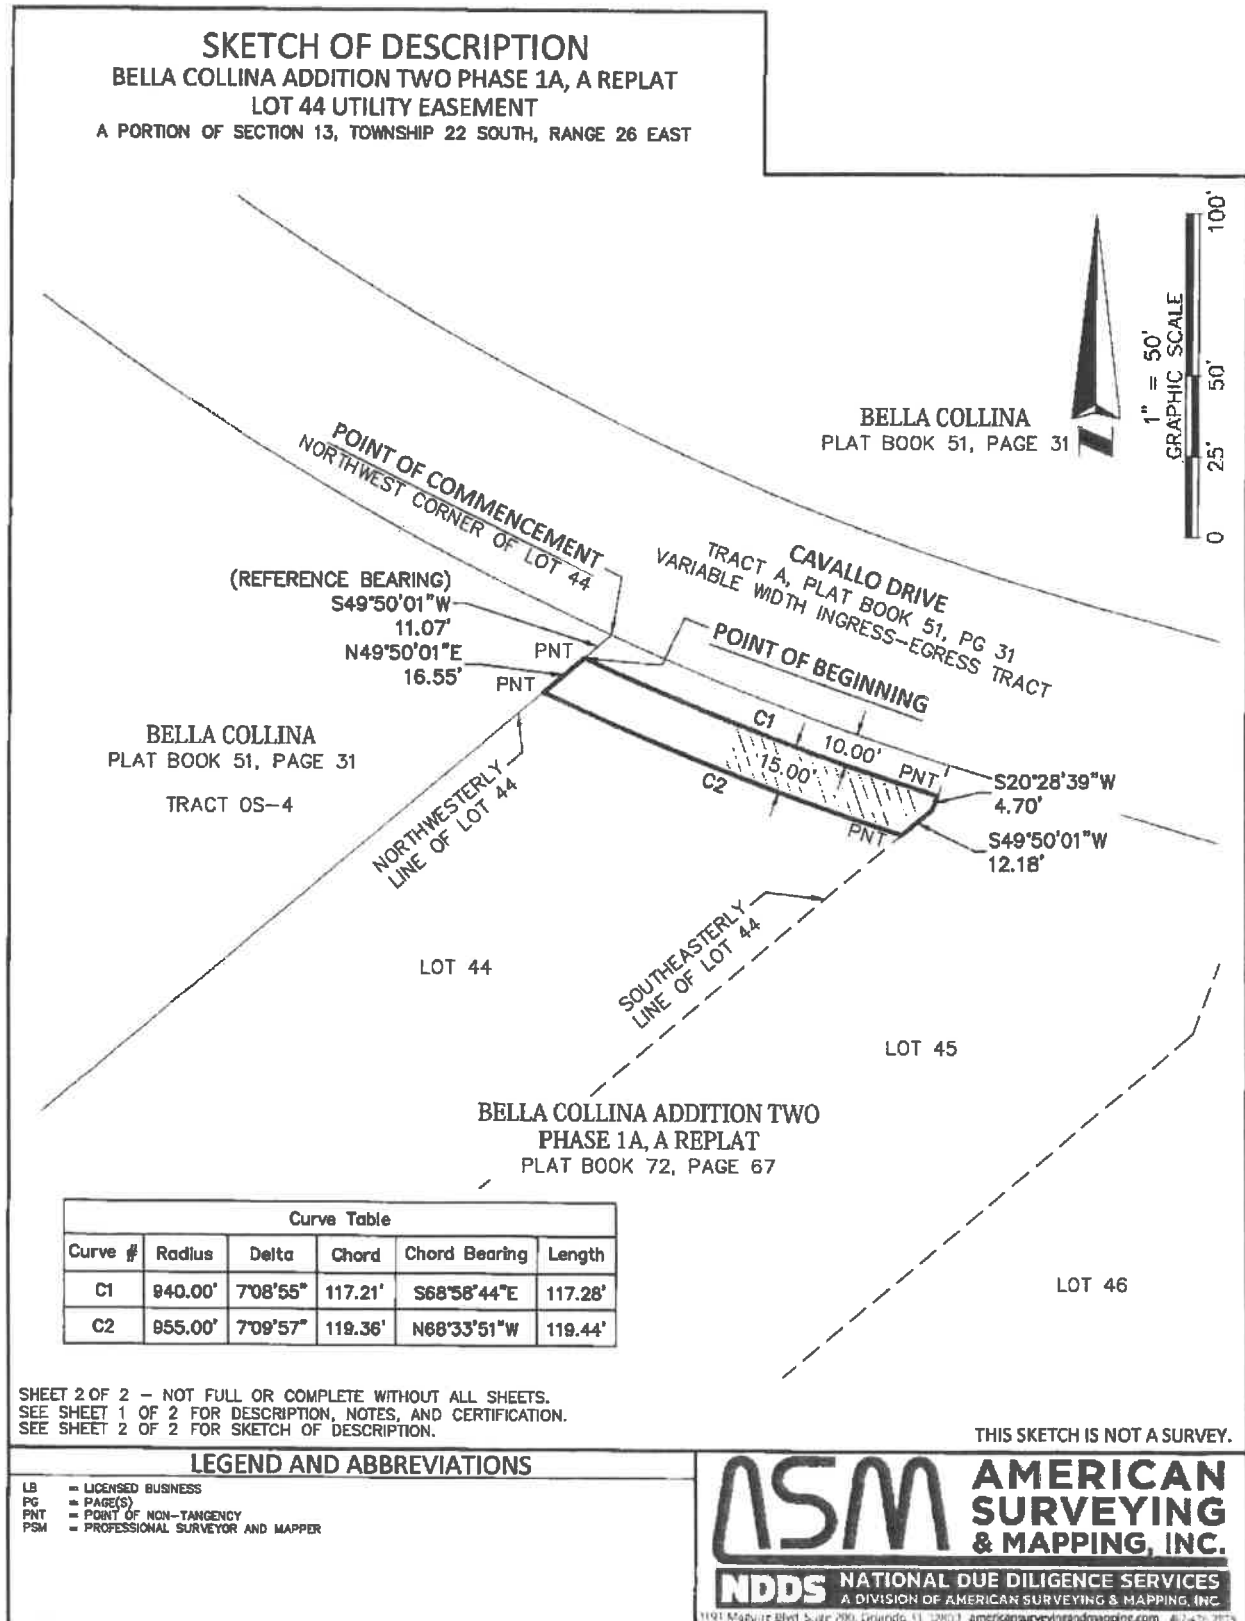 SKETCH OF DESCRIPTION
BELLA COLLINA ADDITION TWO PHASE 1A, A REPLAT
LOT 44 UTILITY EASEMENT
A PORTION OF SECTION 13, TOWNSHIP 22 SOUTH, RANGE 26 EAST
100'
50'
25'
0
1" = 50'
GRAPHIC SCALE
BELLA COLLINA
PLAT BOOK 51, PAGE 31
POINT OF COMMENCEMENT
NORTHWEST CORNER OF LOT 44
CAVALLO DRIVE
TRACT A, PLAT BOOK 51, PG 31
VARIABLE WIDTH INGRESS-EGRESS TRACT
(REFERENCE BEARING)
S49°50'01"W
11.07'
N49°50'01"E
16.55'
PNT
PNT
POINT OF BEGINNING
C1
10.00'
15.00'
C2
PNT
PNT
S20°28'39"W
4.70'
S49°50'01"W
12.18'
BELLA COLLINA
PLAT BOOK 51, PAGE 31
TRACT OS-4
NORTHWESTERLY
LINE OF LOT 44
SOUTHEASTERLY
LINE OF LOT 44
LOT 44
LOT 45
BELLA COLLINA ADDITION TWO
PHASE 1A, A REPLAT
PLAT BOOK 72, PAGE 67
LOT 46
Curve Table
Curve # Radius Delta Chord Chord Bearing Length
C1 940.00' 7°08'55" 117.21' S68°58'44"E 117.28'
C2 955.00' 7°09'57" 119.36' N68°33'51"W 119.44'
SHEET 2 OF 2 – NOT FULL OR COMPLETE WITHOUT ALL SHEETS.
SEE SHEET 1 OF 2 FOR DESCRIPTION, NOTES, AND CERTIFICATION.
SEE SHEET 2 OF 2 FOR SKETCH OF DESCRIPTION.
THIS SKETCH IS NOT A SURVEY.
LEGEND AND ABBREVIATIONS
LB = LICENSED BUSINESS
PG = PAGE(S)
PNT = POINT OF NON-TANGENCY
PSM = PROFESSIONAL SURVEYOR AND MAPPER
ASM
AMERICAN
SURVEYING
& MAPPING, INC.
NDDS
NATIONAL DUE DILIGENCE SERVICES
A DIVISION OF AMERICAN SURVEYING & MAPPING, INC.
Maguire Blvd Suite 200, Orlando, americansurveyingandmapping.com